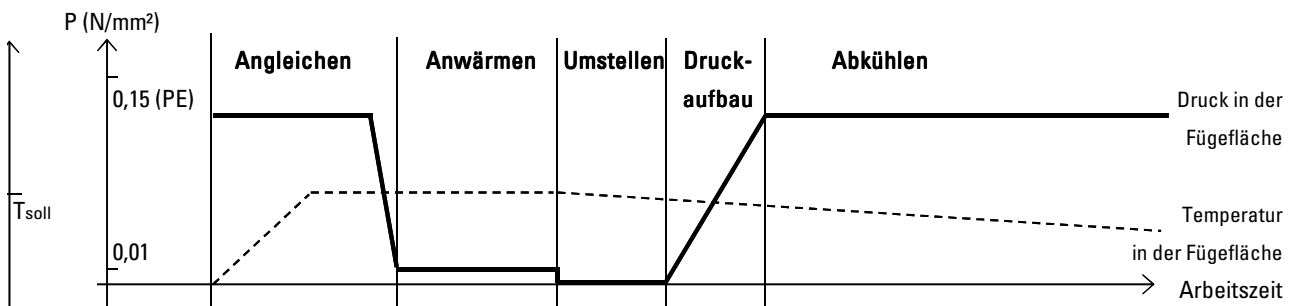 P (N/mm²)
Angleichen
Anwärmen
Umstellen
Druck-
aufbau
Abkühlen
0,15 (PE)
Druck in der
Fügefläche
Tsoll
0,01
Temperatur
in der Fügefläche
Arbeitszeit